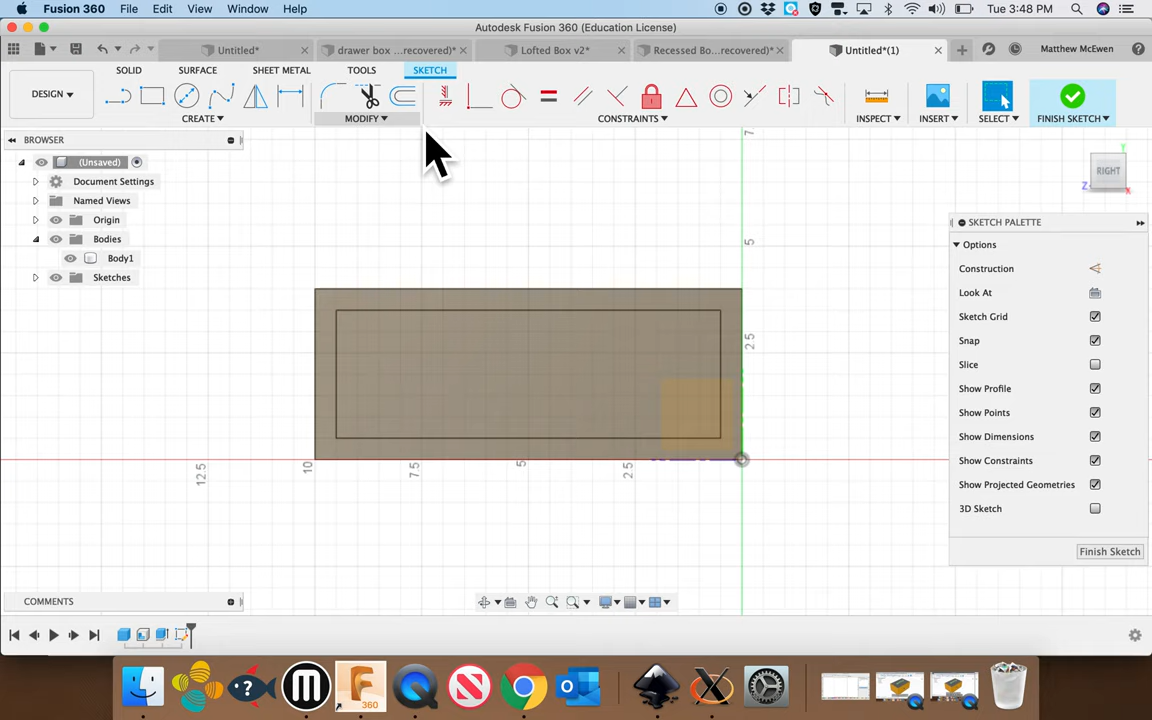 Fusion 360 File Edit View Window Help Tue 3:48 PM
Autodesk Fusion 360 (Education License)
Untitled* drawer box ...recovered)* Lofted Box v2* Recessed Bo...recovered)* Untitled*(1) Matthew McEwen
SOLID SURFACE SHEET METAL TOOLS SKETCH
DESIGN
CREATE MODIFY CONSTRAINTS INSPECT INSERT SELECT FINISH SKETCH
BROWSER
(Unsaved)
Document Settings
Named Views
Origin
Bodies
Body1
Sketches
RIGHT
Y
Z
X
SKETCH PALETTE
Options
Construction
Look At
Sketch Grid
Snap
Slice
Show Profile
Show Points
Show Dimensions
Show Constraints
Show Projected Geometries
3D Sketch
Finish Sketch
7
5
2.5
12.5 10 7.5 5 2.5
COMMENTS
360